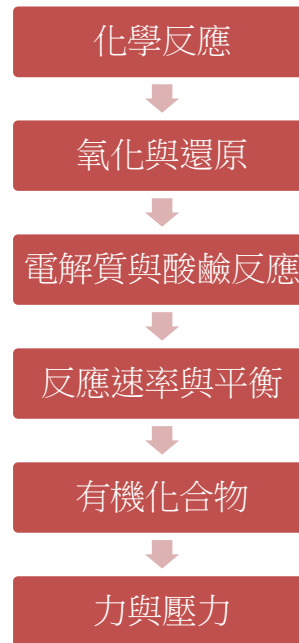 化學反應
氧化與還原
電解質與酸鹼反應
反應速率與平衡
有機化合物
力與壓力